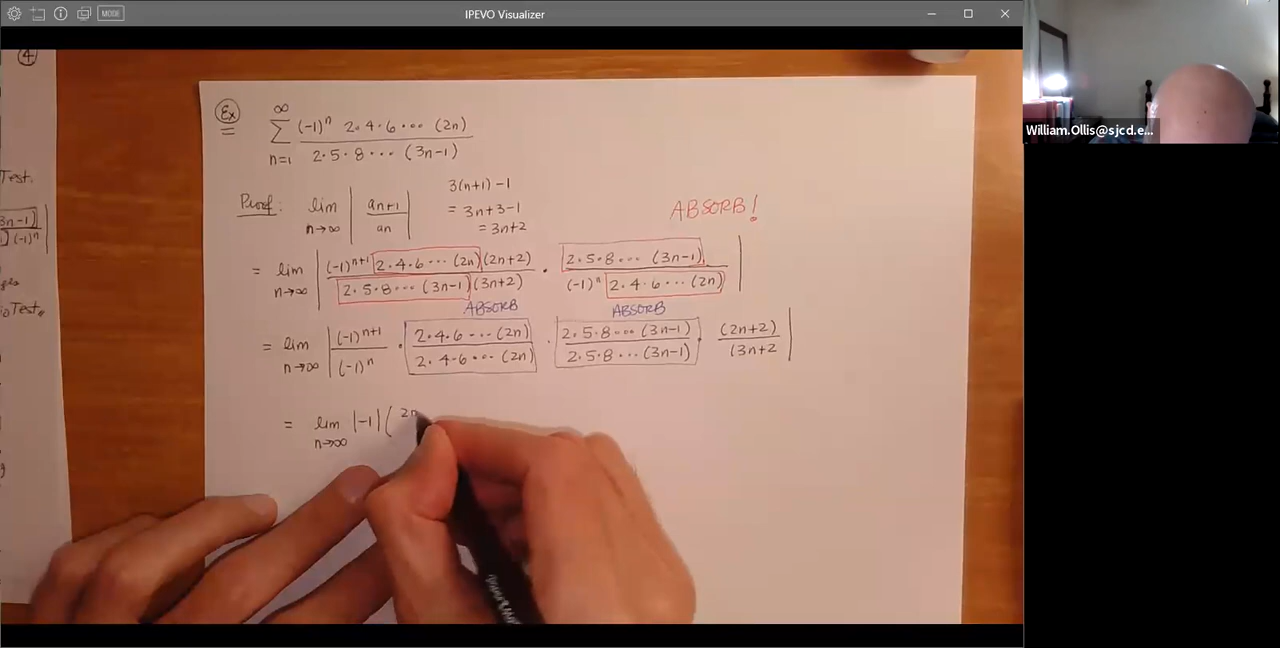 MODE
IPEVO Visualizer
4
Ex
∞
∑ (-1)^n 2·4·6··· (2n)
n=1 2·5·8··· (3n-1)
Proof: lim | a_{n+1} / a_n |
n→∞
3(n+1) - 1
= 3n+3-1
= 3n+2
ABSORB!
= lim | (-1)^{n+1} 2·4·6··· (2n) (2n+2) / 2·5·8··· (3n-1) (3n+2) · 2·5·8··· (3n-1) / (-1)^n 2·4·6··· (2n) |
n→∞
ABSORB ABSORB
= lim | (-1)^{n+1} / (-1)^n · 2·4·6··· (2n) / 2·4·6··· (2n) · 2·5·8··· (3n-1) / 2·5·8··· (3n-1) · (2n+2) / (3n+2 |
n→∞
= lim |-1| ( 2n
n→∞
Test.
3n-1)
(-1)^n
Test
William.Ollis@sjcd.e...